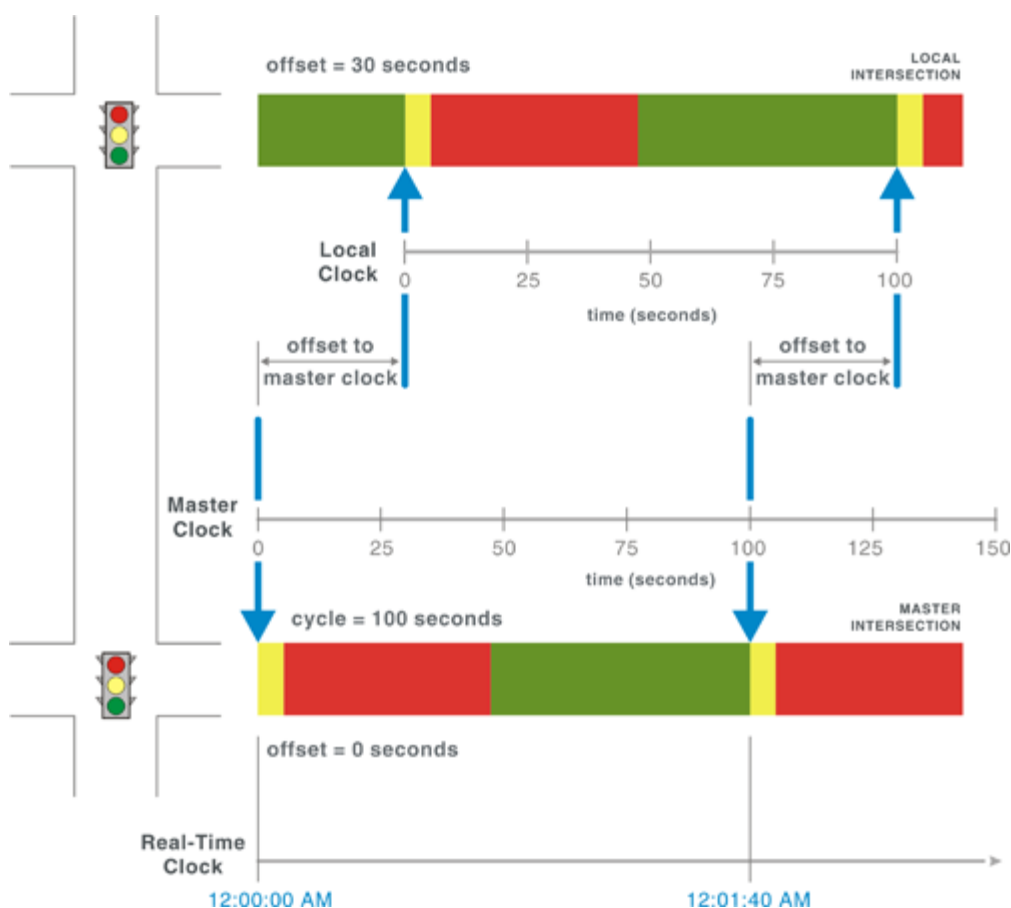 offset = 30 seconds
LOCAL
INTERSECTION
Local
Clock
0 25 50 75 100
time (seconds)
offset to
master clock
offset to
master clock
Master
Clock
0 25 50 75 100 125 150
time (seconds)
cycle = 100 seconds
MASTER
INTERSECTION
offset = 0 seconds
Real-Time
Clock
12:00:00 AM 12:01:40 AM